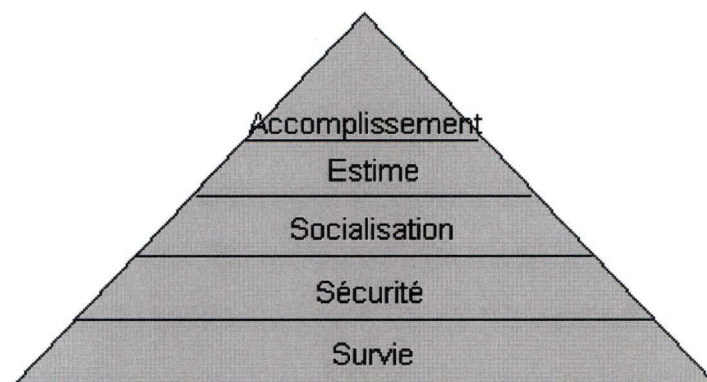 Accomplissement
Estime
Socialisation
Sécurité
Survie